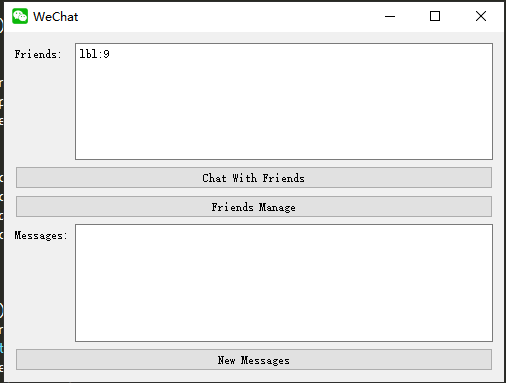 WeChat
Friends:
lbl:9
Chat With Friends
Friends Manage
Messages:
New Messages